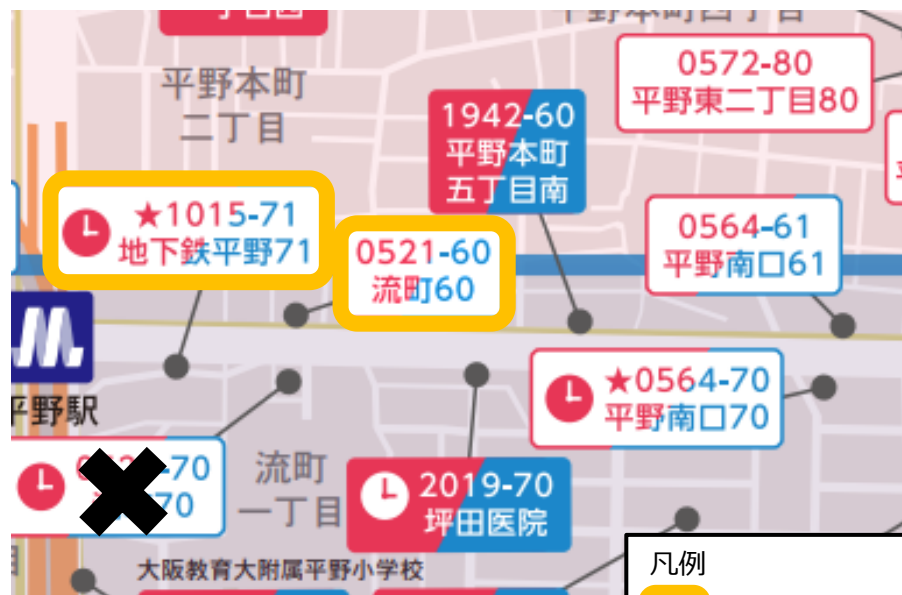 平野本町四丁目
平野本町
二丁目
0572-80
平野東二丁目80
1942-60
平野本町
五丁目南
★1015-71
地下鉄平野71
0521-60
流町60
0564-61
平野南口61
平野駅
★0564-70
平野南口70
-70
70
流町
一丁目
2019-70
坪田医院
大阪教育大附属平野小学校
凡例